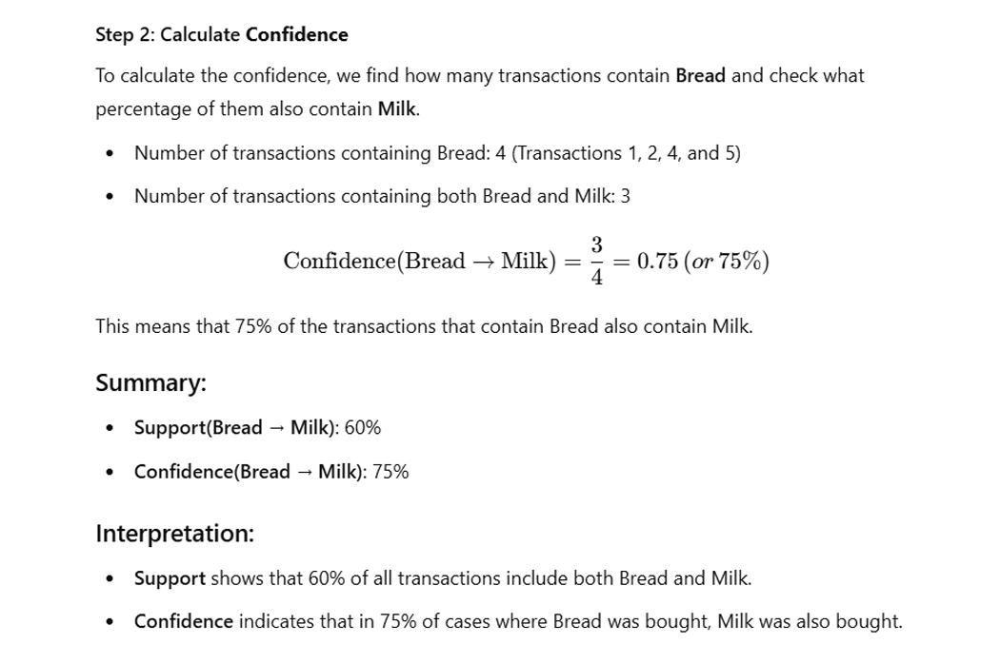 Step 2: Calculate Confidence
To calculate the confidence, we find how many transactions contain Bread and check what
percentage of them also contain Milk.
• Number of transactions containing Bread: 4 (Transactions 1, 2, 4, and 5)
• Number of transactions containing both Bread and Milk: 3
Confidence(Bread → Milk) = 3/4 = 0.75 (or 75%)
This means that 75% of the transactions that contain Bread also contain Milk.
Summary:
• Support(Bread → Milk): 60%
• Confidence(Bread → Milk): 75%
Interpretation:
• Support shows that 60% of all transactions include both Bread and Milk.
• Confidence indicates that in 75% of cases where Bread was bought, Milk was also bought.